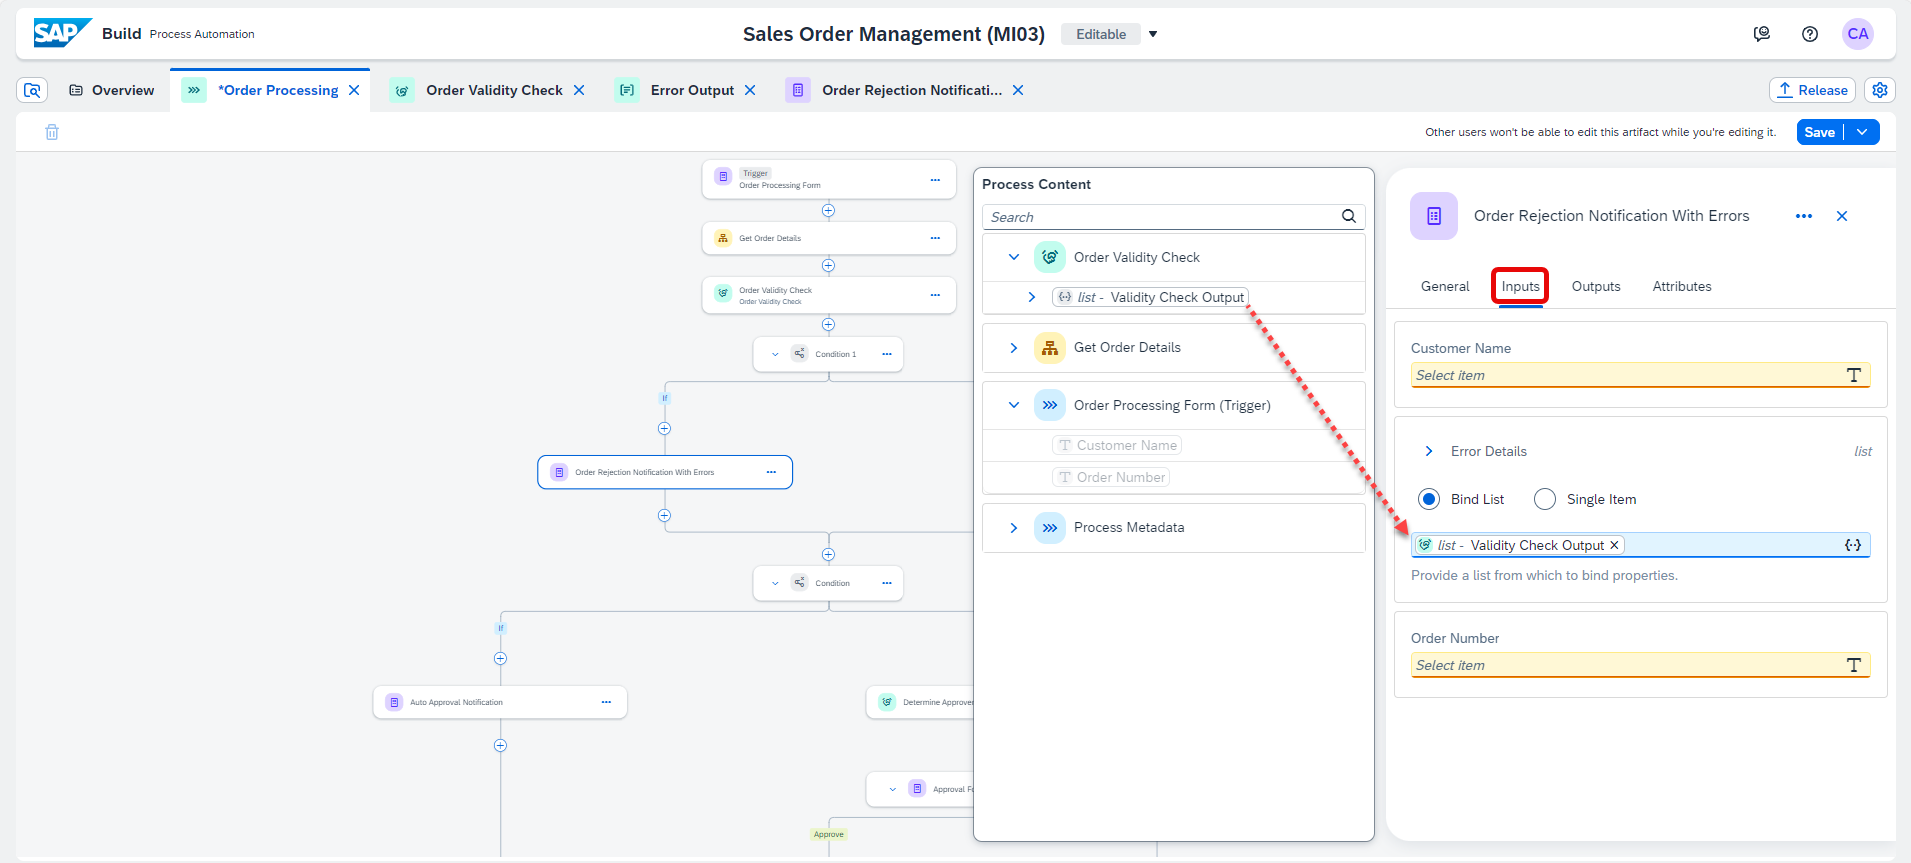 SAP Build Process Automation
Sales Order Management (MI03) Editable
CA
Overview
*Order Processing
Order Validity Check
Error Output
Order Rejection Notificati...
Release
Other users won't be able to edit this artifact while you're editing it.
Save
Trigger
Order Processing Form
Get Order Details
Order Validity Check
Order Validity Check
Condition 1
If
Order Rejection Notification With Errors
Condition
If
Auto Approval Notification
Determine Approver
Approval Fo
Approve
Process Content
Search
Order Validity Check
list - Validity Check Output
Get Order Details
Order Processing Form (Trigger)
Customer Name
Order Number
Process Metadata
Order Rejection Notification With Errors
General Inputs Outputs Attributes
Customer Name
Select item
Error Details list
Bind List Single Item
list - Validity Check Output
Provide a list from which to bind properties.
Order Number
Select item